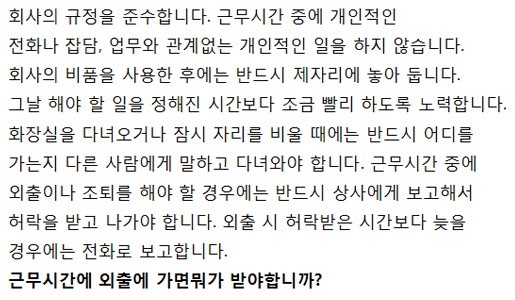 회사의 규정을 준수합니다. 근무시간 중에 개인적인
전화나 잡담, 업무와 관계없는 개인적인 일을 하지 않습니다.
회사의 비품을 사용한 후에는 반드시 제자리에 놓아 둡니다.
그날 해야 할 일을 정해진 시간보다 조금 빨리 하도록 노력합니다.
화장실을 다녀오거나 잠시 자리를 비울 때에는 반드시 어디를
가는지 다른 사람에게 말하고 다녀와야 합니다. 근무시간 중에
외출이나 조퇴를 해야 할 경우에는 반드시 상사에게 보고해서
허락을 받고 나가야 합니다. 외출 시 허락받은 시간보다 늦을
경우에는 전화로 보고합니다.
근무시간에 외출에 가면뭐가 받야합니까?